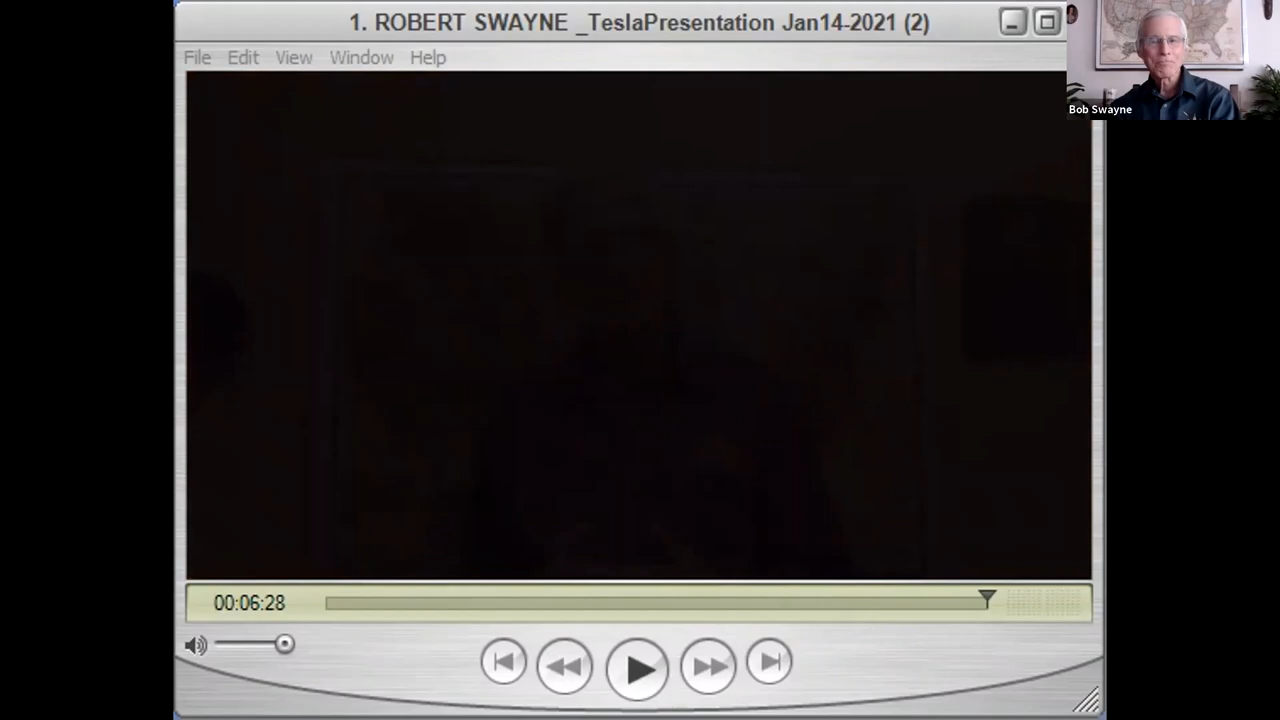 1. ROBERT SWAYNE _TeslaPresentation Jan14-2021 (2)
File Edit View Window Help
Bob Swayne
00:06:28